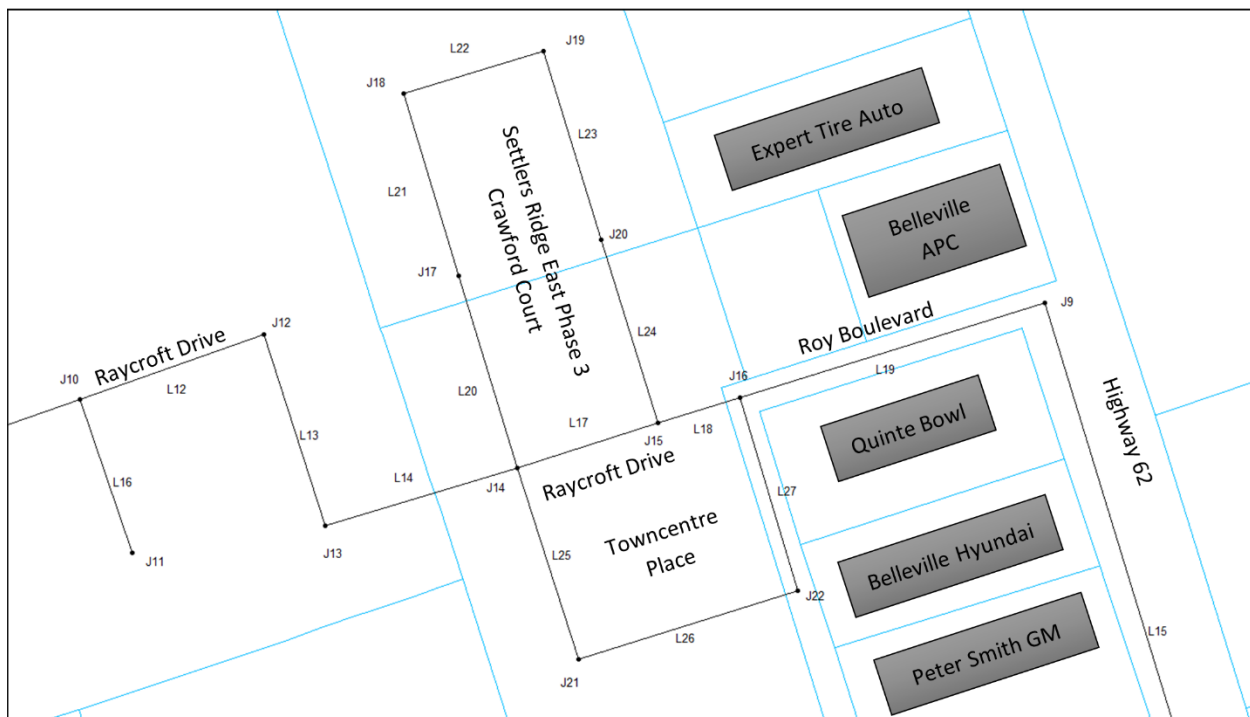 L22
J19
J18
Expert Tire Auto
L23
Settlers Ridge East Phase 3
Crawford Court
L21
Belleville
APC
J20
J17
J9
J12
Roy Boulevard
Raycroft Drive
L24
J10
L12
J16
L19
Highway 62
L20
L17
Quinte Bowl
L13
L18
J15
L14
J14
Raycroft Drive
L16
L27
Towncentre
Place
J13
L25
Belleville Hyundai
J11
J22
L26
L15
Peter Smith GM
J21